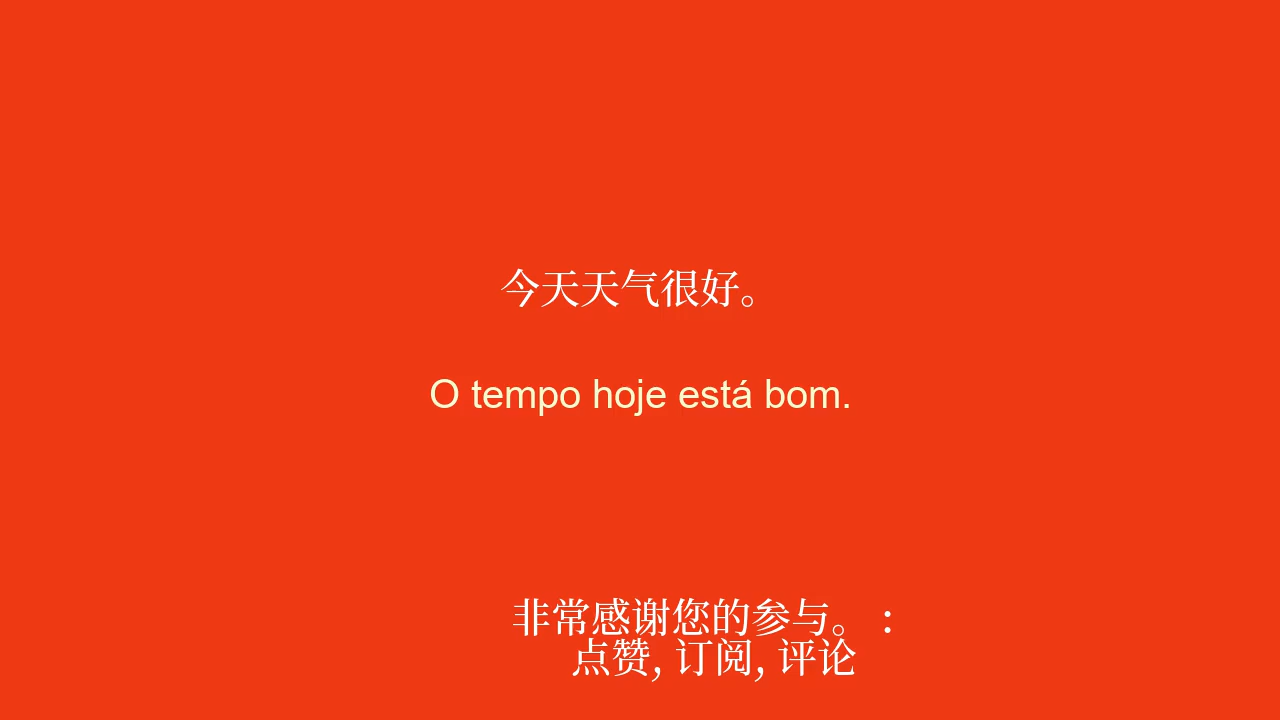 今天天气很好。
O tempo hoje está bom.
非常感谢您的参与。 :
点赞, 订阅, 评论